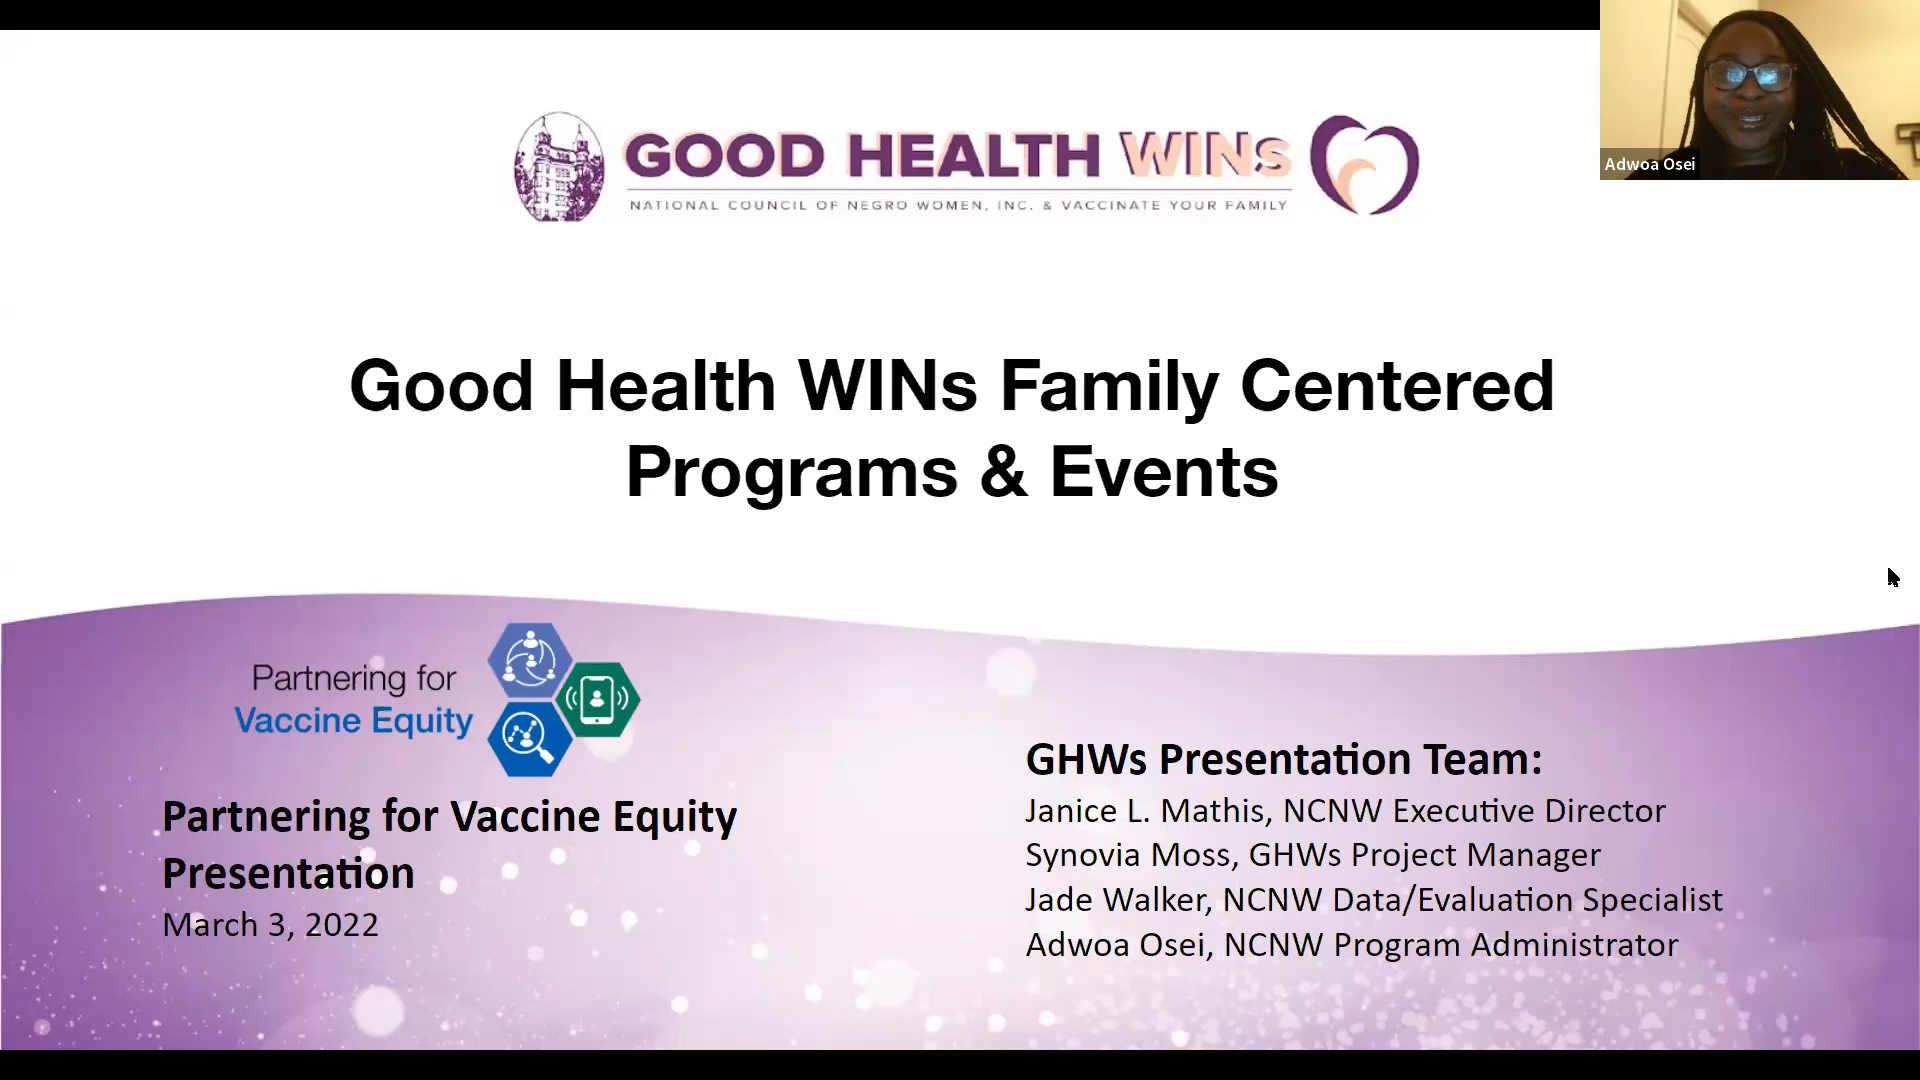 GOOD HEALTH WINs
NATIONAL COUNCIL OF NEGRO WOMEN, INC. & VACCINATE YOUR FAMILY
Adwoa Osei
Good Health WINs Family Centered
Programs & Events
Partnering for
Vaccine Equity
Partnering for Vaccine Equity
Presentation
March 3, 2022
GHWs Presentation Team:
Janice L. Mathis, NCNW Executive Director
Synovia Moss, GHWs Project Manager
Jade Walker, NCNW Data/Evaluation Specialist
Adwoa Osei, NCNW Program Administrator